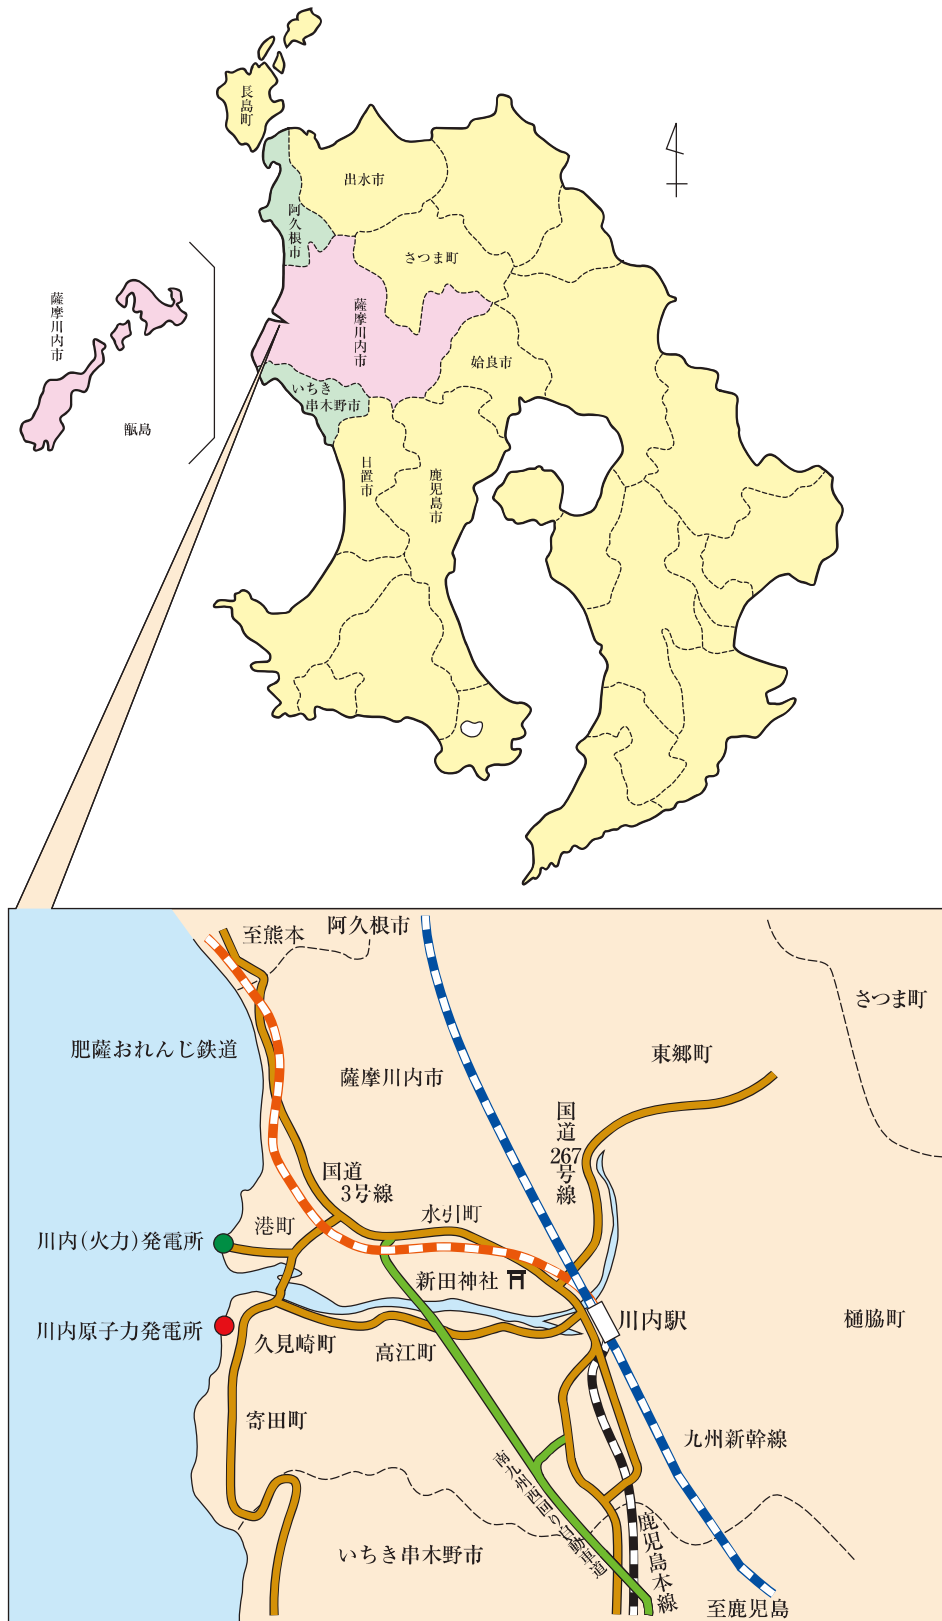 長島町
出水市
阿久根市
さつま町
薩摩川内市
薩摩川内市
甑島
姶良市
いちき
串木野市
日置市
鹿児島市
至熊本
阿久根市
さつま町
肥薩おれんじ鉄道
薩摩川内市
東郷町
国道
267
号線
国道
3号線
水引町
港町
川内(火力)発電所
新田神社
川内駅
樋脇町
川内原子力発電所
久見崎町
高江町
寄田町
九州新幹線
南九州西回り自動車道
鹿児島本線
いちき串木野市
至鹿児島